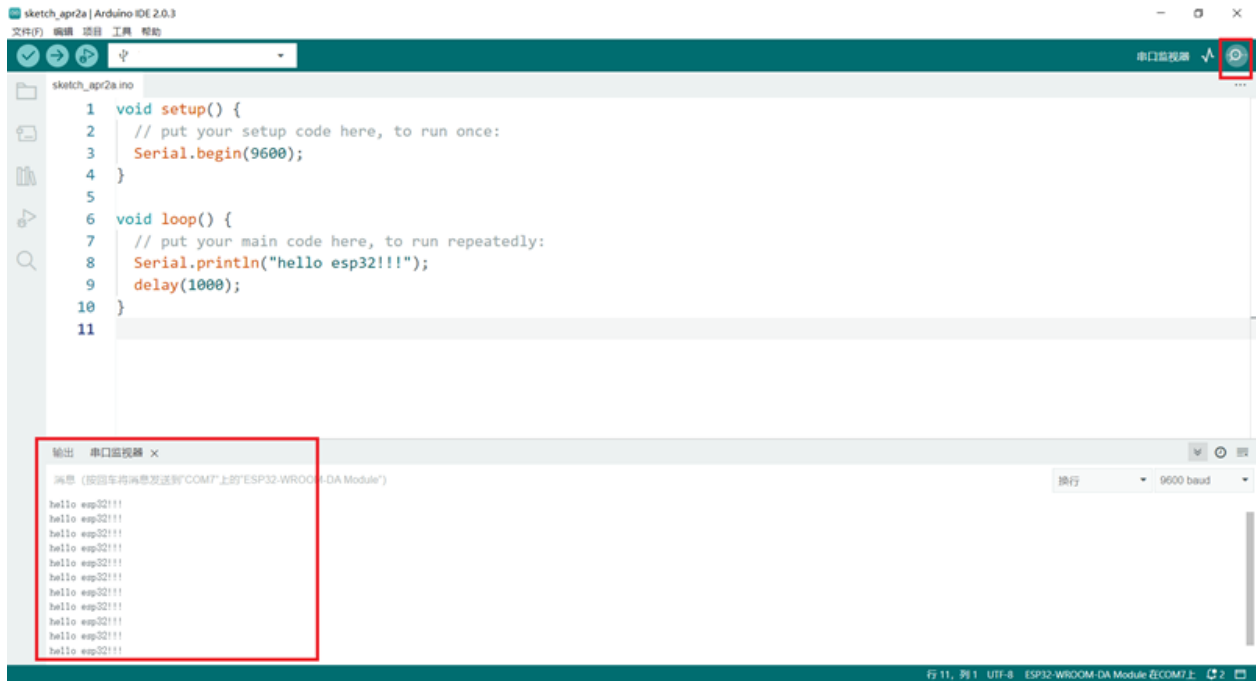 sketch_apr2a | Arduino IDE 2.0.3
文件(F) 编辑 项目 工具 帮助
串口监视器
sketch_apr2a.ino
1 void setup() {
2 // put your setup code here, to run once:
3 Serial.begin(9600);
4 }
5
6 void loop() {
7 // put your main code here, to run repeatedly:
8 Serial.println("hello esp32!!!");
9 delay(1000);
10 }
11
输出 串口监视器 ×
消息 (按回车将消息发送到"COM7"上的"ESP32-WROOM-DA Module")
换行 9600 baud
hello esp32!!!
hello esp32!!!
hello esp32!!!
hello esp32!!!
hello esp32!!!
hello esp32!!!
hello esp32!!!
hello esp32!!!
hello esp32!!!
hello esp32!!!
hello esp32!!!
行 11, 列 1 UTF-8 ESP32-WROOM-DA Module 在COM7上 2